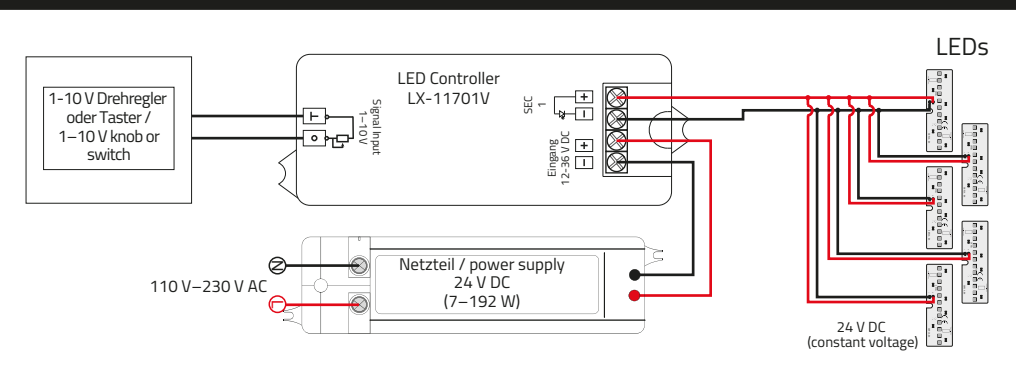 LEDs
1-10 V Drehregler
oder Taster /
1–10 V knob or
switch
LED Controller
LX-11701V
Signal Input
1–10V
SEC
1
+
−
Eingang
12-36 V DC
+
−
110 V–230 V AC
N
L
Netzteil / power supply
24 V DC
(7–192 W)
24 V DC
(constant voltage)